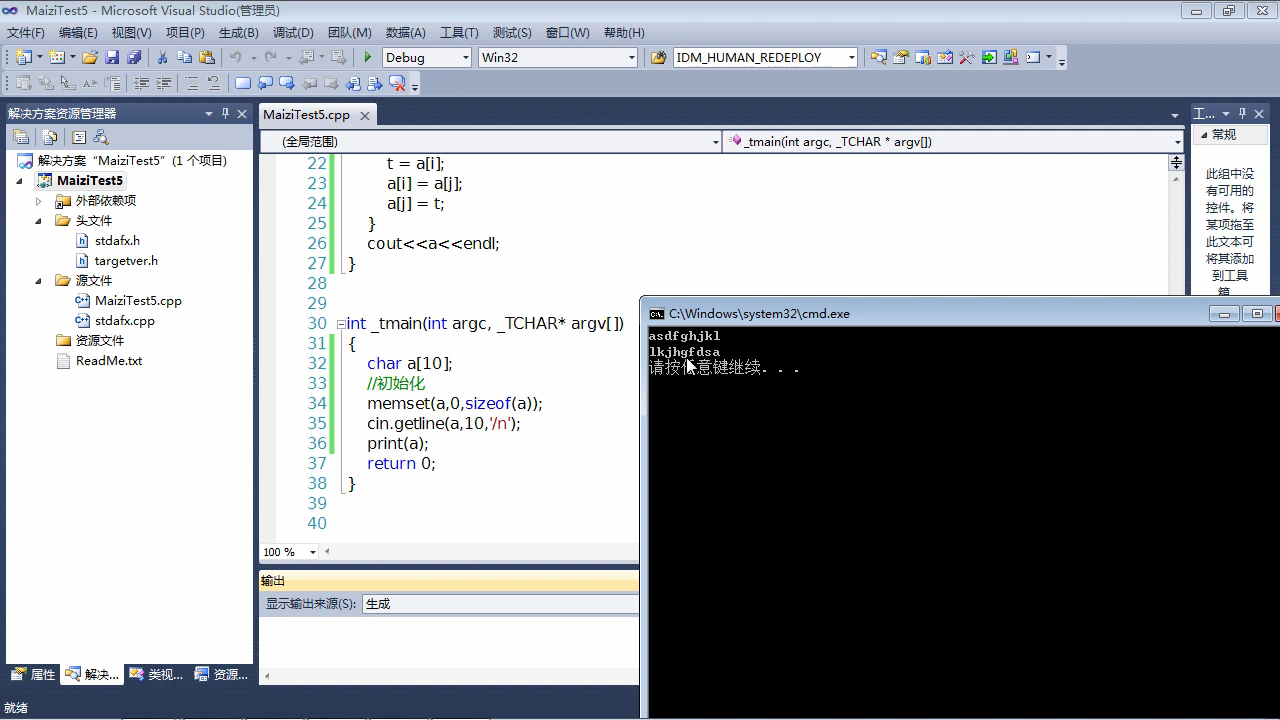 MaiziTest5 - Microsoft Visual Studio(管理员)
文件(F) 编辑(E) 视图(V) 项目(P) 生成(B) 调试(D) 团队(M) 数据(A) 工具(T) 测试(S) 窗口(W) 帮助(H)
Debug Win32 IDM_HUMAN_REDEPLOY
解决方案资源管理器
解决方案“MaiziTest5”(1 个项目)
MaiziTest5
外部依赖项
头文件
stdafx.h
targetver.h
源文件
MaiziTest5.cpp
stdafx.cpp
资源文件
ReadMe.txt
属性 解决... 类视... 资源...
MaiziTest5.cpp
(全局范围) _tmain(int argc, _TCHAR * argv[])
22 t = a[i];
23 a[i] = a[j];
24 a[j] = t;
25 }
26 cout<<a<<endl;
27 }
28
29
30 int _tmain(int argc, _TCHAR* argv[])
31 {
32 char a[10];
33 //初始化
34 memset(a,0,sizeof(a));
35 cin.getline(a,10,'/n');
36 print(a);
37 return 0;
38 }
39
40
100 %
输出
显示输出来源(S): 生成
C:\Windows\system32\cmd.exe
asdfghjkl
lkjhgfdsa
请按任意键继续. . .
工...
常规
此组中没
有可用的
控件。将
某项拖至
此文本可
将其添加
到工具
箱
就绪